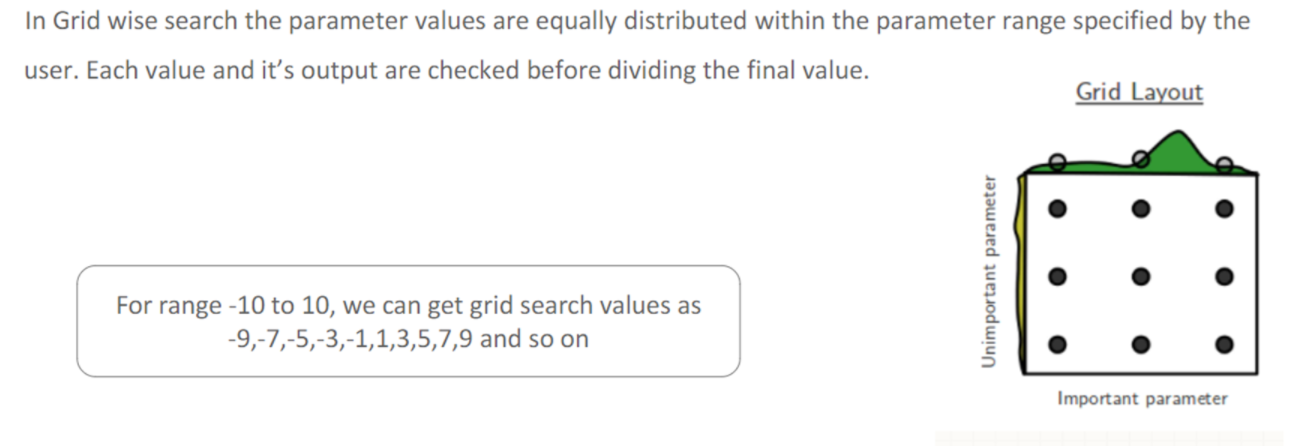 In Grid wise search the parameter values are equally distributed within the parameter range specified by the
user. Each value and it’s output are checked before dividing the final value.
Grid Layout
Unimportant parameter
For range -10 to 10, we can get grid search values as
-9,-7,-5,-3,-1,1,3,5,7,9 and so on
Important parameter